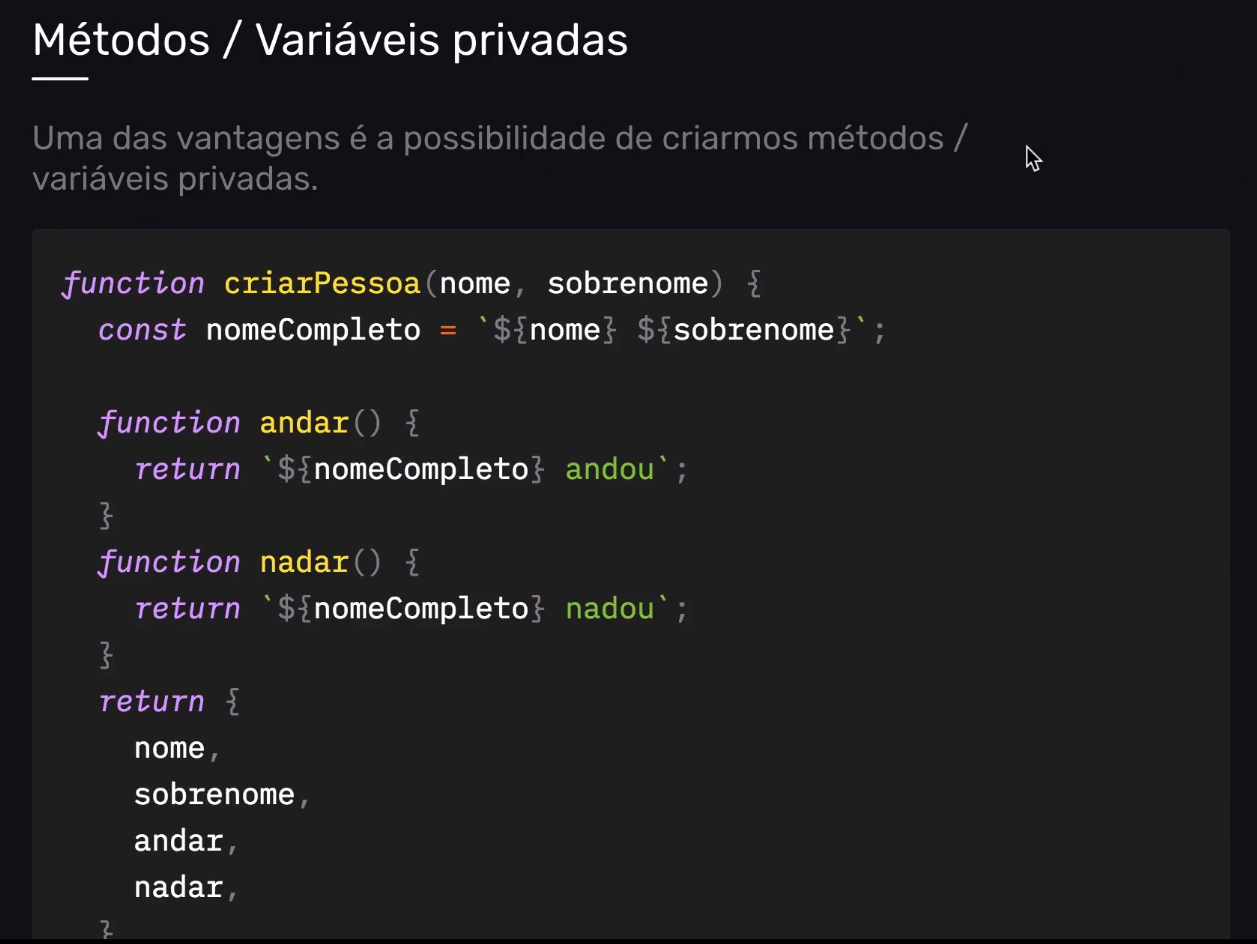 Métodos / Variáveis privadas
Uma das vantagens é a possibilidade de criarmos métodos /
variáveis privadas.
function criarPessoa(nome, sobrenome) {
  const nomeCompleto = `${nome} ${sobrenome}`;

  function andar() {
    return `${nomeCompleto} andou`;
  }
  function nadar() {
    return `${nomeCompleto} nadou`;
  }
  return {
    nome,
    sobrenome,
    andar,
    nadar,
  }